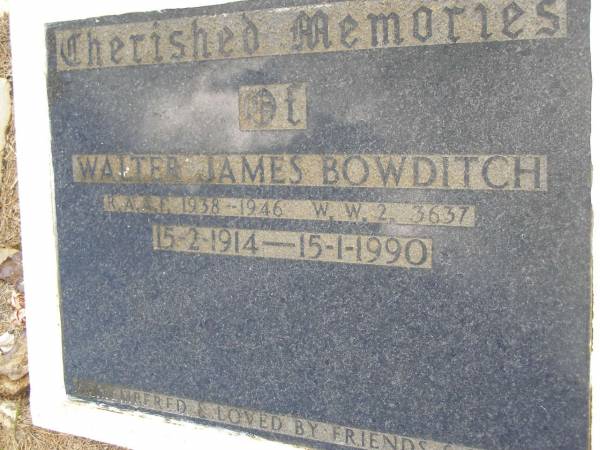 Cherished Memories
Of
WALTER JAMES BOWDITCH
R.A.A.F. 1938-1946 W.W.2. 3637
15-2-1914—15-1-1990
& LOVED BY FRIENDS